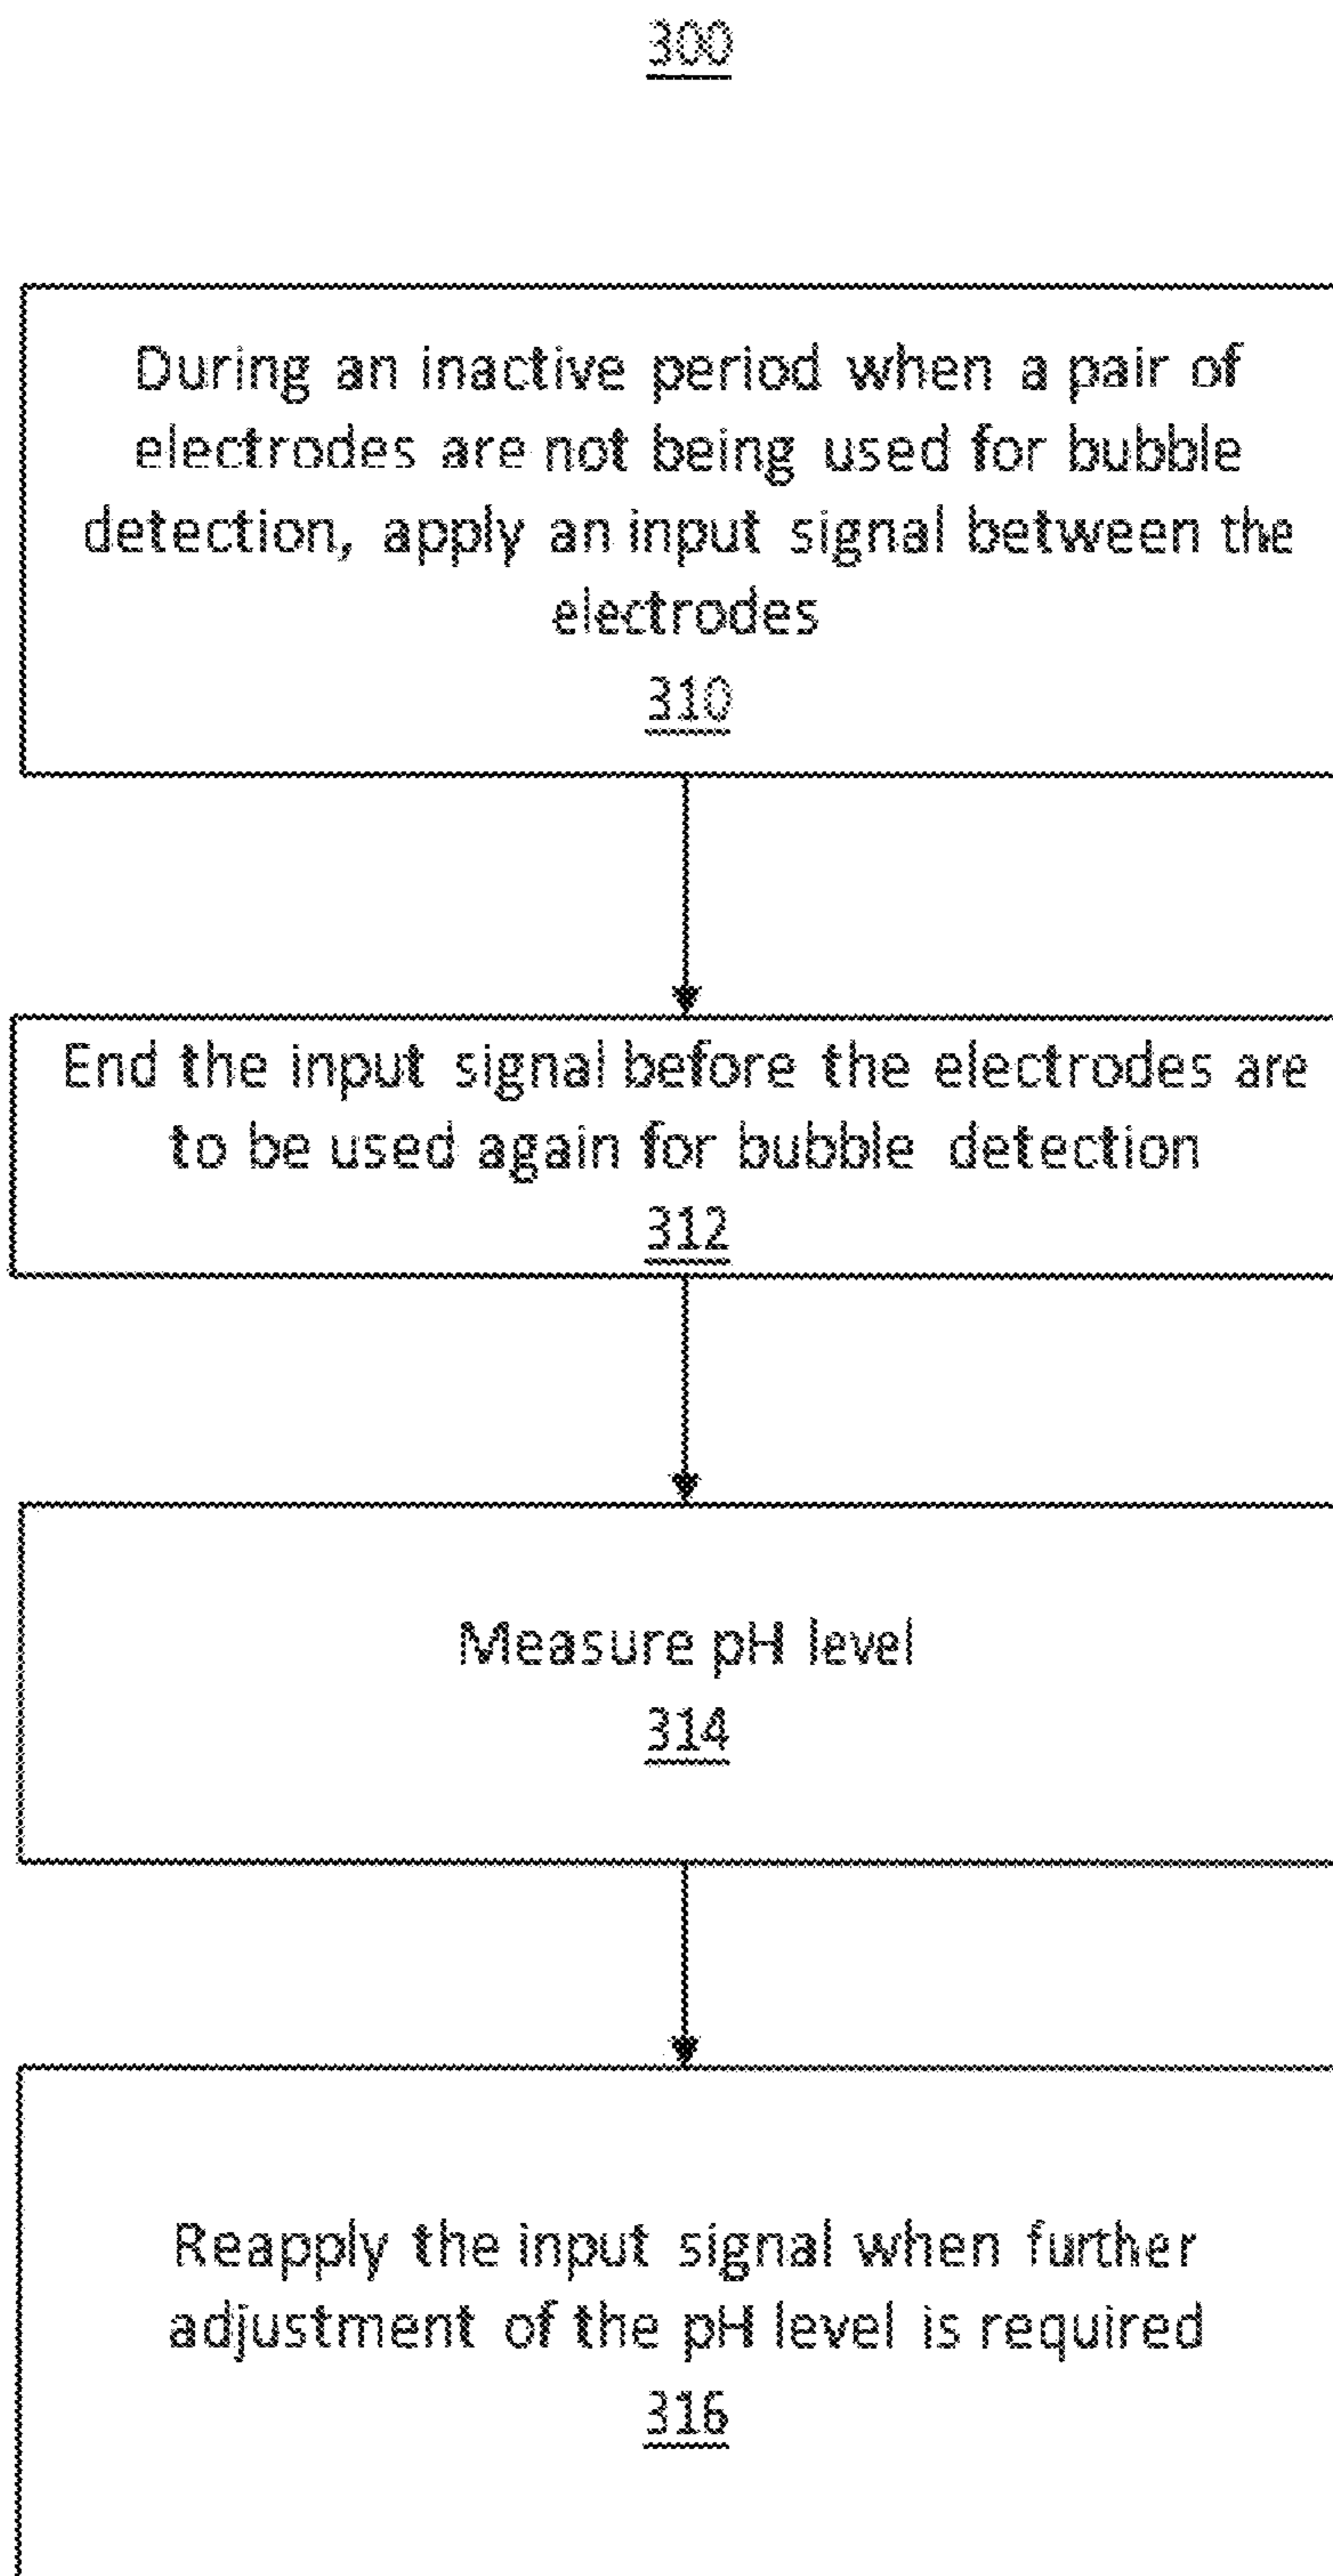 300
During an inactive period when a pair of
electrodes are not being used for bubble
detection, apply an input signal between the
electrodes
310
End the input signal before the electrodes are
to be used again for bubble detection
312
Measure pH level
314
Reapply the input signal when further
adjustment of the pH level is required
316